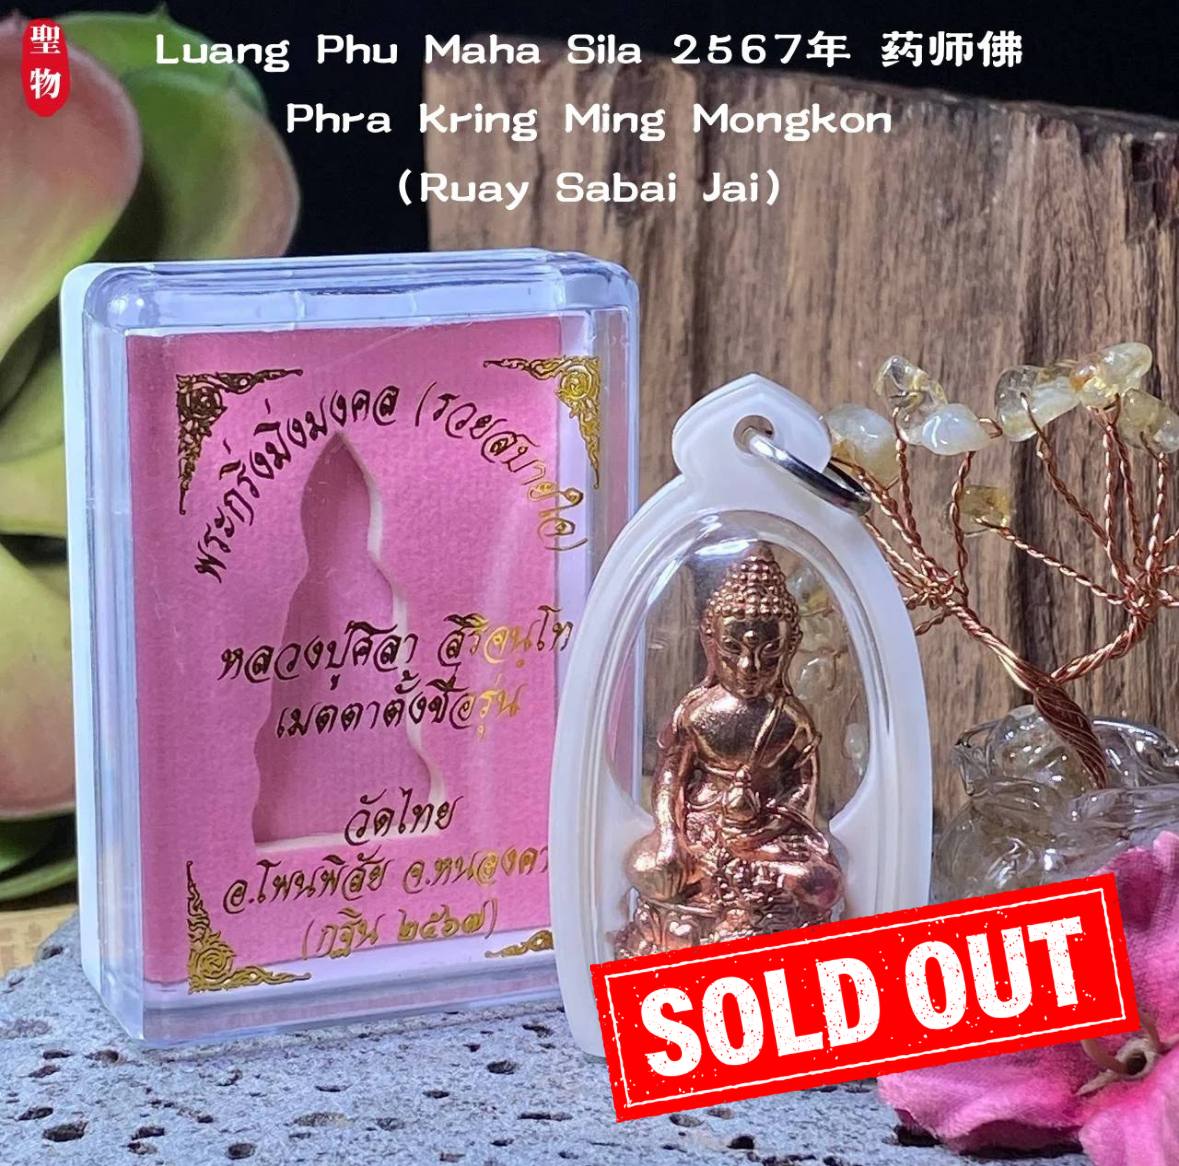 聖物
Luang Phu Maha Sila 2567年 药师佛
Phra Kring Ming Mongkon
(Ruay Sabai Jai)
พระกริ่งมิ่งมงคล (รวยสบายใจ)
หลวงปู่ศิลา สิริจนฺโท
เมตตาตั้งชื่อรุ่น
วัดไทย
อ.โพนพิสัย จ.หนองคา
(กฐิน ๒๕๖๗)
SOLD OUT